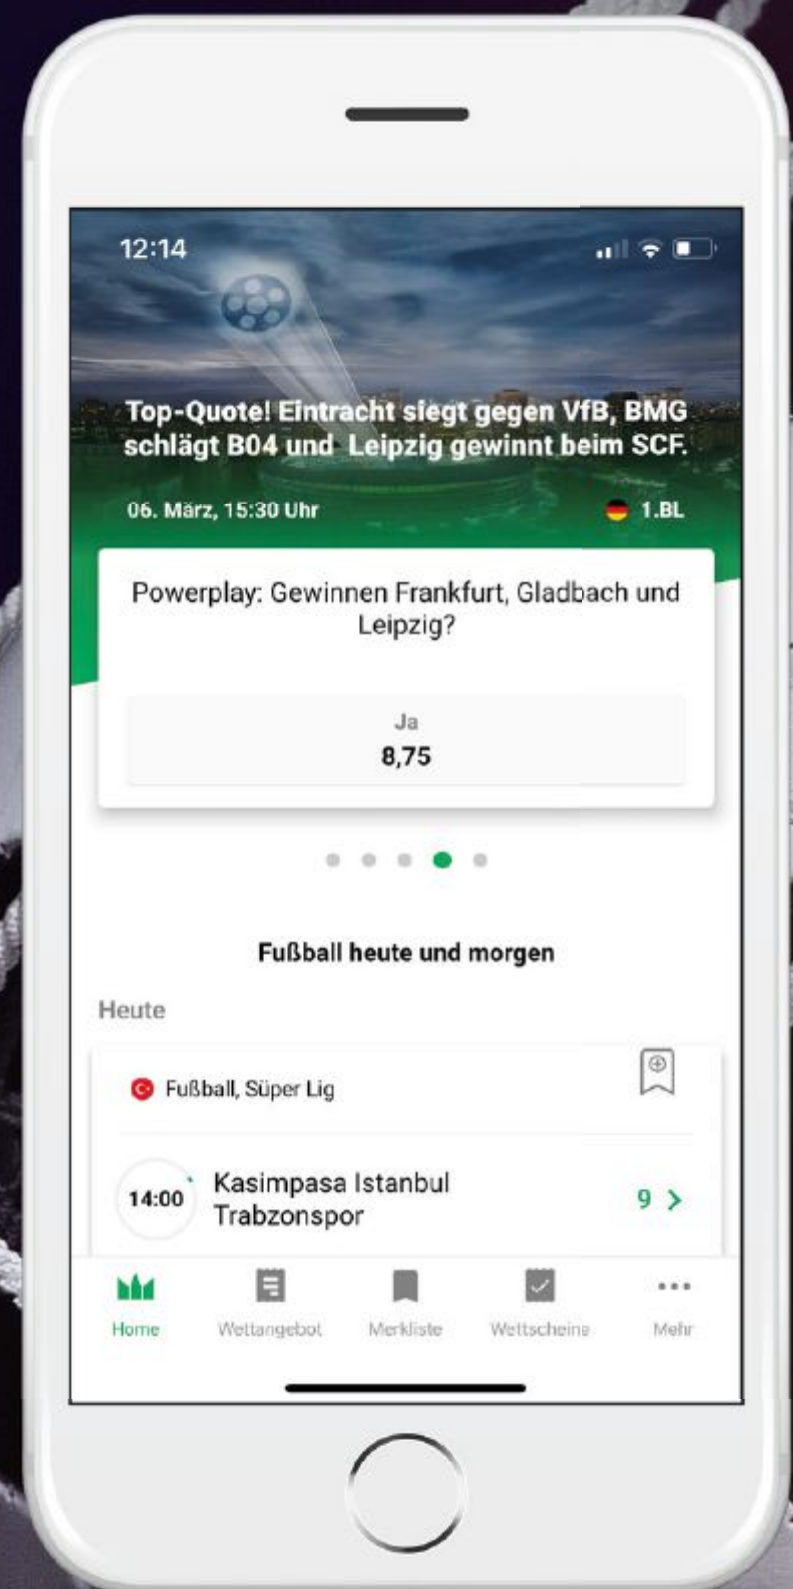 12:14
Top-Quote! Eintracht siegt gegen VfB, BMG
schlägt B04 und Leipzig gewinnt beim SCF.
06. März, 15:30 Uhr 1.BL
Powerplay: Gewinnen Frankfurt, Gladbach und
Leipzig?
Ja
8,75
Fußball heute und morgen
Heute
Fußball, Süper Lig
14:00
Kasimpasa Istanbul
Trabzonspor
9 >
Home Wettangebot Merkliste Wettscheine Mehr